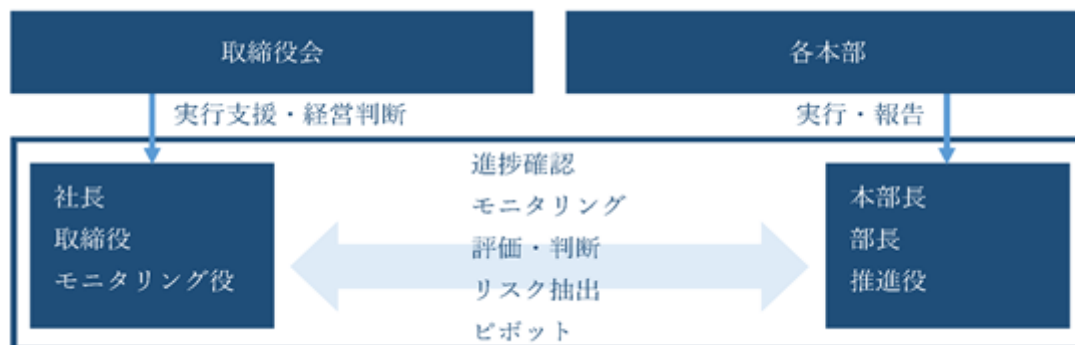 取締役会
各本部
実行支援・経営判断
実行・報告
社長
取締役
モニタリング役
進捗確認
モニタリング
評価・判断
リスク抽出
ピボット
本部長
部長
推進役